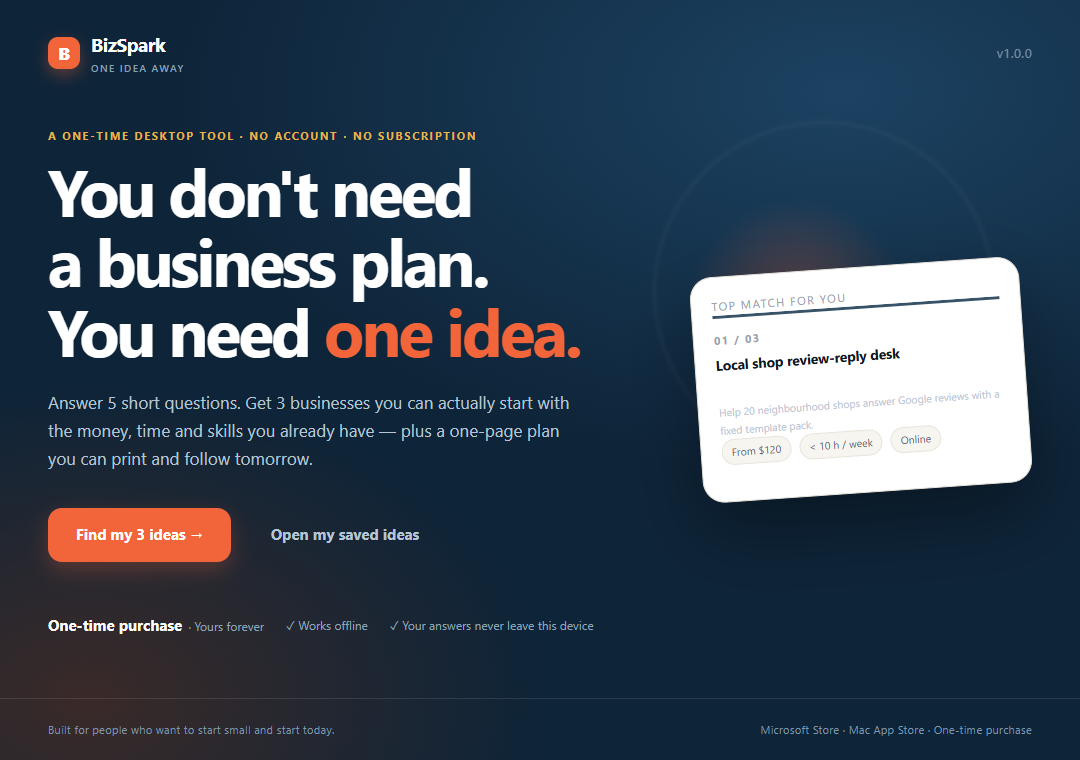 B
BizSpark
ONE IDEA AWAY
v1.0.0
A ONE-TIME DESKTOP TOOL · NO ACCOUNT · NO SUBSCRIPTION
You don't need
a business plan.
You need one idea.
Answer 5 short questions. Get 3 businesses you can actually start with
the money, time and skills you already have — plus a one-page plan
you can print and follow tomorrow.
Find my 3 ideas →
Open my saved ideas
One-time purchase · Yours forever ✓ Works offline ✓ Your answers never leave this device
TOP MATCH FOR YOU
01 / 03
Local shop review-reply desk
Help 20 neighbourhood shops answer Google reviews with a
fixed template pack.
From $120
< 10 h / week
Online
Built for people who want to start small and start today.
Microsoft Store · Mac App Store · One-time purchase